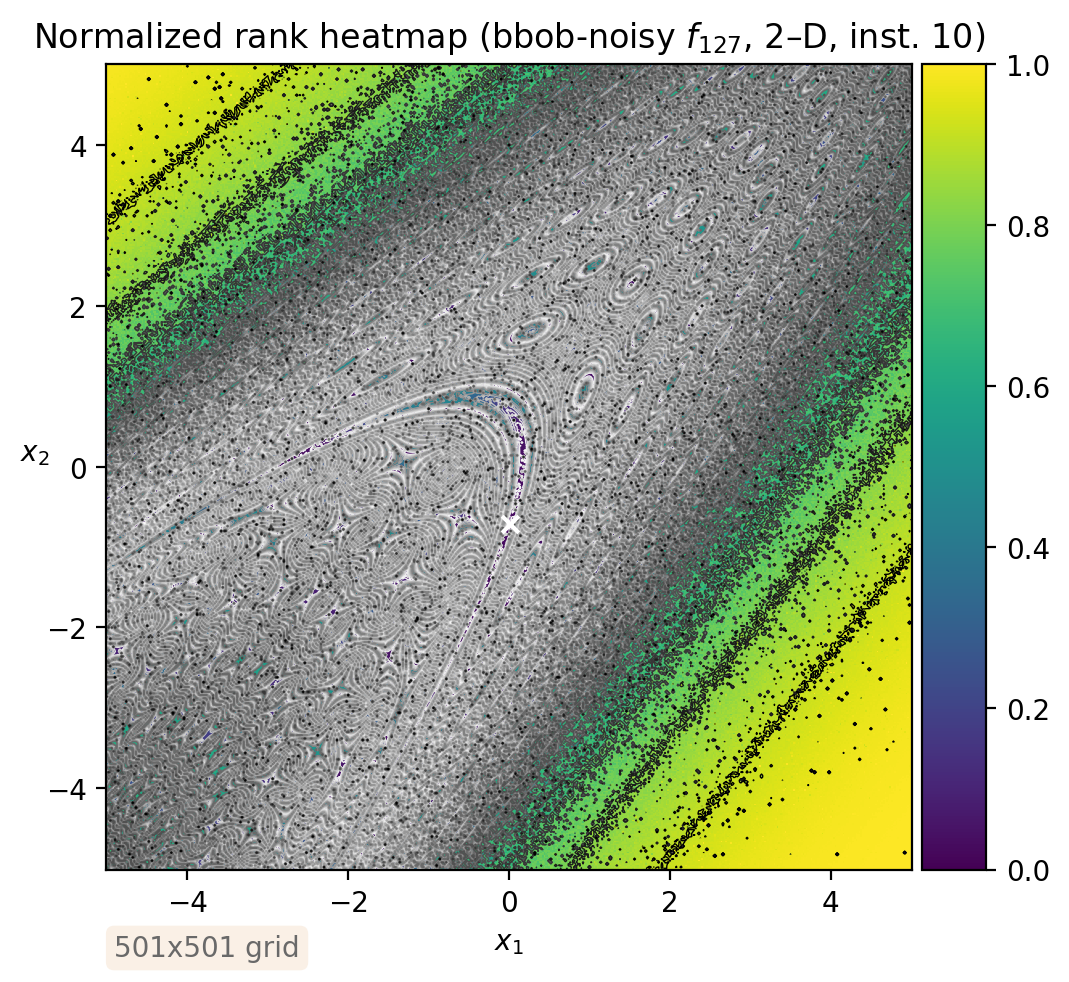 Normalized rank heatmap (bbob-noisy f₁₂₇, 2–D, inst. 10)
1.0
0.8
0.6
0.4
0.2
0.0
4
2
0
−2
−4
x₂
−4 −2 0 2 4
x₁
501x501 grid